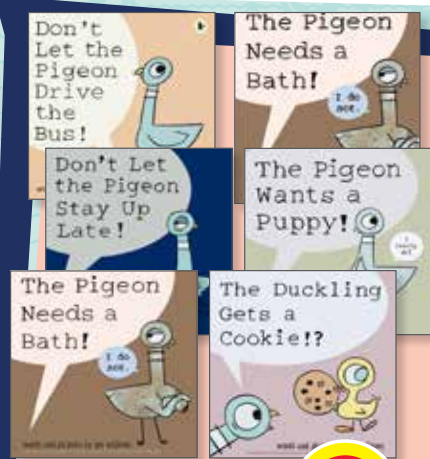 Don't
Let the
Pigeon
Drive
the
Bus!
The Pigeon
Needs a
Bath!
I do
not.
Don't Let
the Pigeon
Stay Up
Late!
The Pigeon
Wants a
Puppy!
The Pigeon
Needs a
Bath!
I do
not.
The Duckling
Gets a
Cookie!?